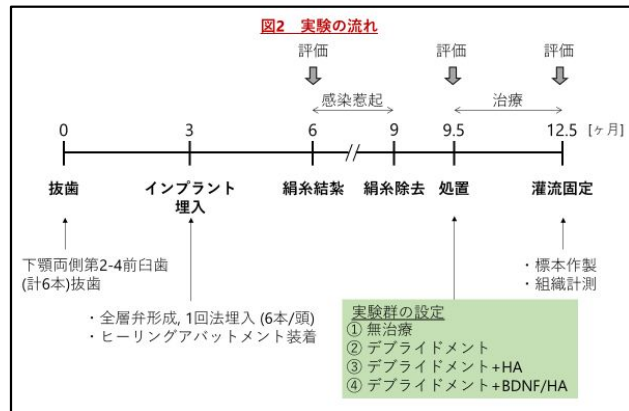 図2 実験の流れ
評価 評価 評価
感染惹起 治療
0 3 6 9 9.5 12.5 [ヶ月]
抜歯 インプラント埋入 絹糸結紮 絹糸除去 処置 灌流固定
下顎両側第2-4前臼歯
(計6本)抜歯
・全層弁形成, 1回法埋入 (6本/頭)
・ヒーリングアバットメント装着
・標本作製
・組織計測
実験群の設定
① 無治療
② デブライドメント
③ デブライドメント+HA
④ デブライドメント+BDNF/HA